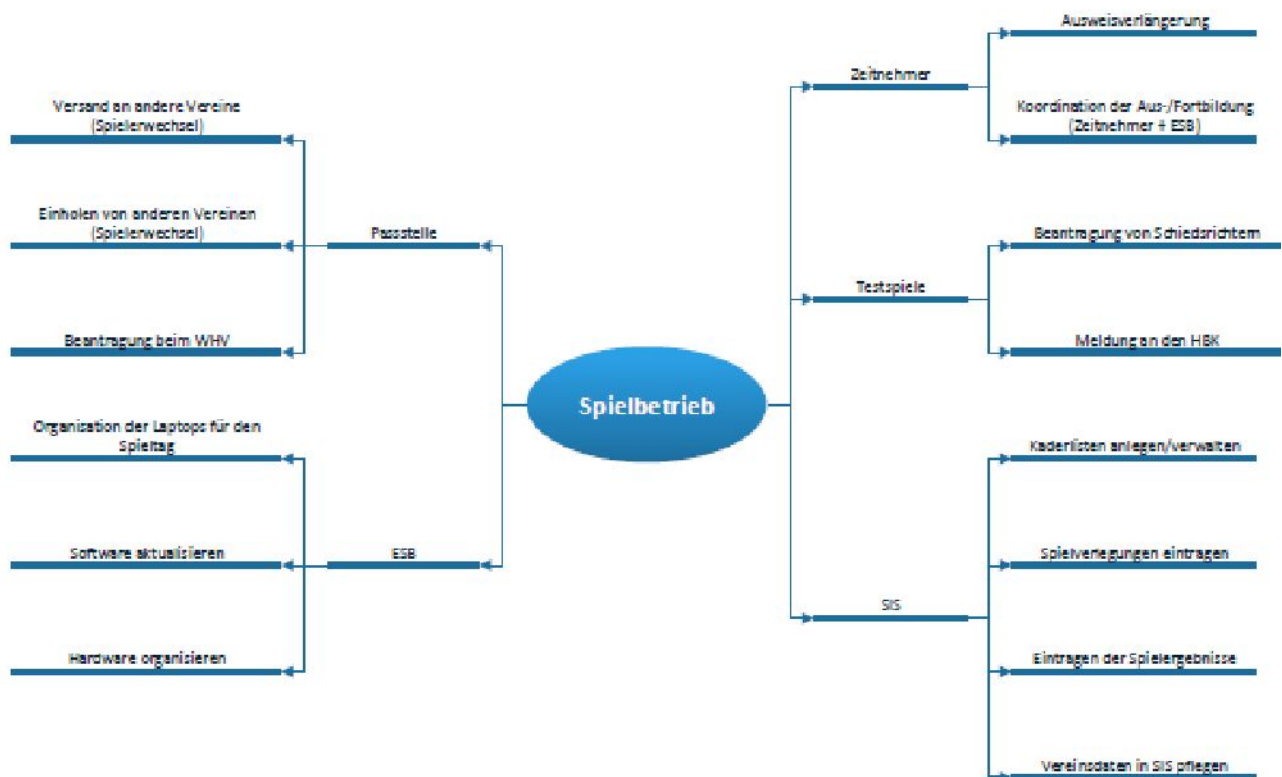 Spielbetrieb
Passstelle
Versand an andere Vereine
(Spielerwechsel)
Einholen von anderen Vereinen
(Spielerwechsel)
Beantragung beim WHV
ESB
Organisation der Laptops für den
Spieltag
Software aktualisieren
Hardware organisieren
Zeitnehmer
Ausweisverlängerung
Koordination der Aus-/Fortbildung
(Zeitnehmer + ESB)
Testspiele
Beantragung von Schiedsrichtern
Meldung an den HBK
SIS
Kaderlisten anlegen/verwalten
Spielverlegungen eintragen
Eintragen der Spielergebnisse
Vereinsdaten in SIS pflegen